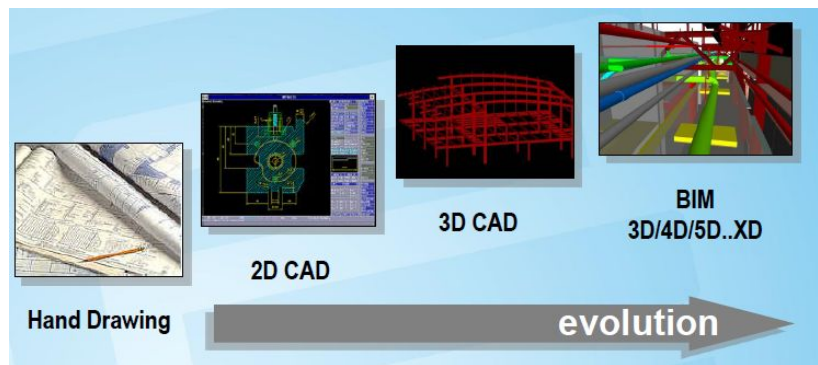 Hand Drawing
2D CAD
3D CAD
BIM
3D/4D/5D..XD
evolution